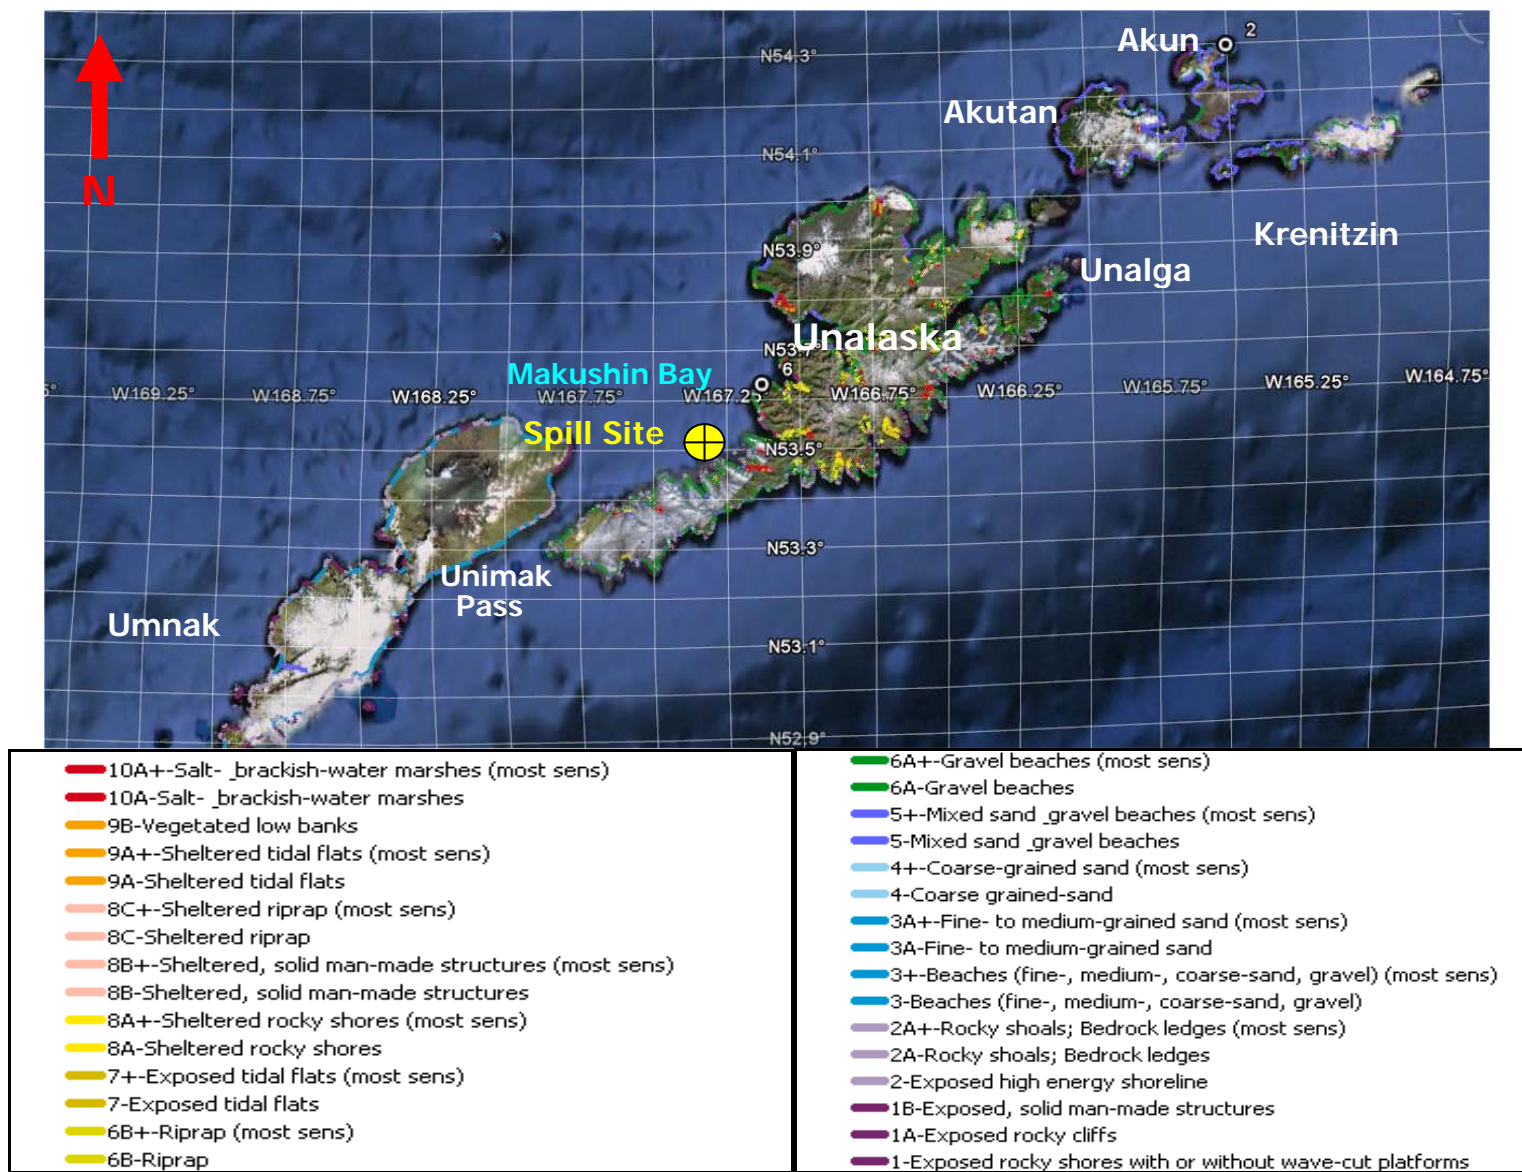 2
Akun
N54.3°
Akutan
N54.1°
N
Krenitzin
N53.9°
Unalga
Unalaska
N53.7°
Makushin Bay
6
5°
W169.25°
W168.75°
W168.25°
W167.75°
W167.25
W166.75°
W166.25°
W165.75°
W165.25°
W164.75°
Spill Site
N53.5°
N53.3°
Unimak
Pass
Umnak
N53.1°
N52.9°
10A+-Salt- _brackish-water marshes (most sens)
10A-Salt- _brackish-water marshes
9B-Vegetated low banks
9A+-Sheltered tidal flats (most sens)
9A-Sheltered tidal flats
8C+-Sheltered riprap (most sens)
8C-Sheltered riprap
8B+-Sheltered, solid man-made structures (most sens)
8B-Sheltered, solid man-made structures
8A+-Sheltered rocky shores (most sens)
8A-Sheltered rocky shores
7+-Exposed tidal flats (most sens)
7-Exposed tidal flats
6B+-Riprap (most sens)
6B-Riprap
6A+-Gravel beaches (most sens)
6A-Gravel beaches
5+-Mixed sand _gravel beaches (most sens)
5-Mixed sand _gravel beaches
4+-Coarse-grained sand (most sens)
4-Coarse grained-sand
3A+-Fine- to medium-grained sand (most sens)
3A-Fine- to medium-grained sand
3+-Beaches (fine-, medium-, coarse-sand, gravel) (most sens)
3-Beaches (fine-, medium-, coarse-sand, gravel)
2A+-Rocky shoals; Bedrock ledges (most sens)
2A-Rocky shoals; Bedrock ledges
2-Exposed high energy shoreline
1B-Exposed, solid man-made structures
1A-Exposed rocky cliffs
1-Exposed rocky shores with or without wave-cut platforms